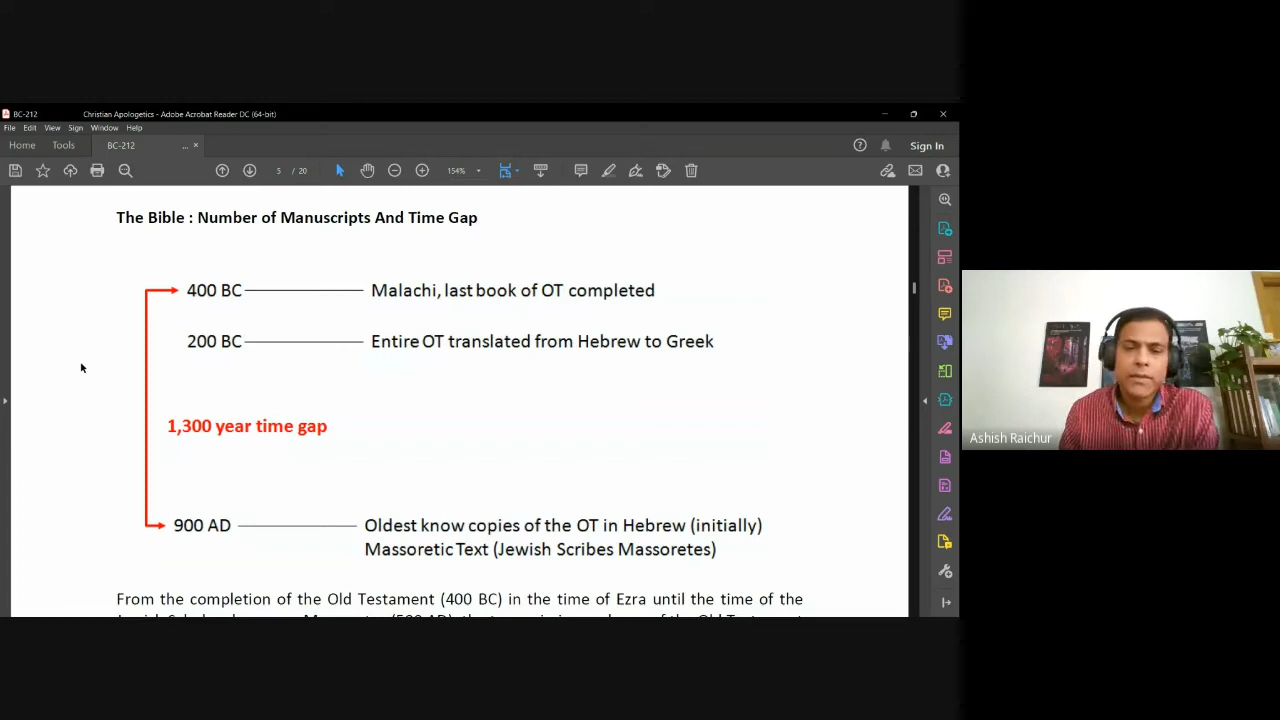 BC-212 Christian Apologetics - Adobe Acrobat Reader DC (64-bit)
File Edit View Sign Window Help
Home Tools BC-212 ... × Sign In
5 / 20 154%
The Bible : Number of Manuscripts And Time Gap
400 BC Malachi, last book of OT completed
200 BC Entire OT translated from Hebrew to Greek
1,300 year time gap
900 AD Oldest know copies of the OT in Hebrew (initially)
Massoretic Text (Jewish Scribes Massoretes)
From the completion of the Old Testament (400 BC) in the time of Ezra until the time of the
Ashish Raichur